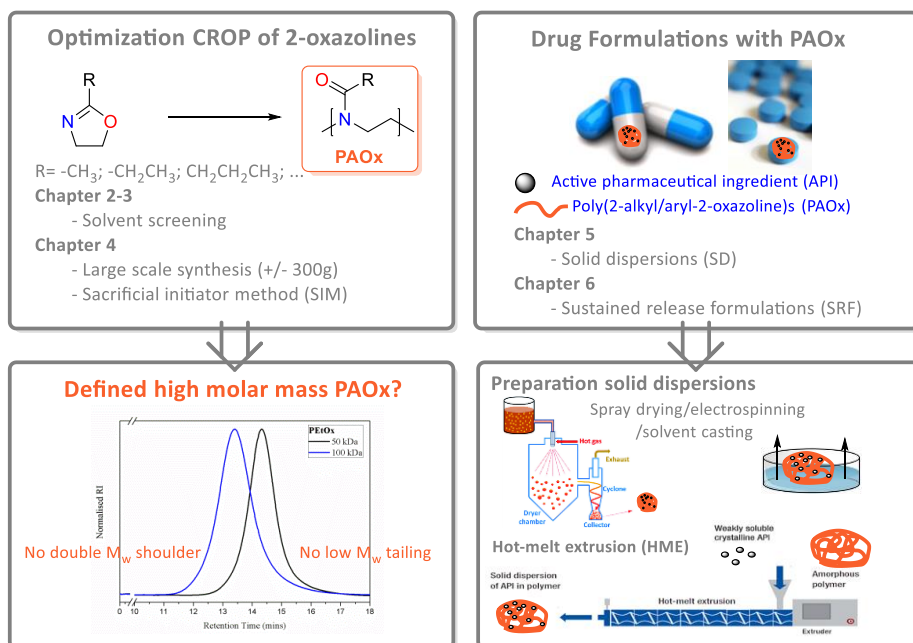 Optimization CROP of 2-oxazolines
R
N
O
O
R
N
PAOx
R= -CH3; -CH2CH3; CH2CH2CH3; ...
Chapter 2-3
- Solvent screening
Chapter 4
- Large scale synthesis (+/- 300g)
- Sacrificial initiator method (SIM)
Drug Formulations with PAOx
Active pharmaceutical ingredient (API)
Poly(2-alkyl/aryl-2-oxazoline)s (PAOx)
Chapter 5
- Solid dispersions (SD)
Chapter 6
- Sustained release formulations (SRF)
Defined high molar mass PAOx?
PEtOx
50 kDa
100 kDa
Normalised RI
No double Mw shoulder
No low Mw tailing
0 10 11 12 13 14 15 16 17 18
Retention Time (mins)
Preparation solid dispersions
Spray drying/electrospinning
/solvent casting
Hot gas
Exhaust
Cyclone
Dryer
chamber
Collector
Hot-melt extrusion (HME)
Weakly soluble
crystalline API
Amorphous
polymer
Solid dispersion
of API in polymer
Hot-melt extrusion
Extruder